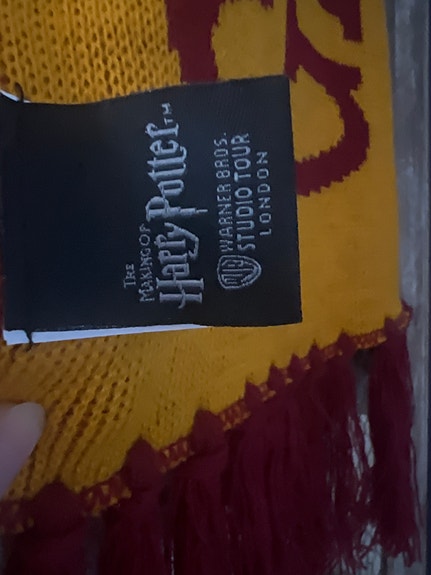 THE
MAKING OF
Harry Potter™
WARNER BROS.
STUDIO TOUR
LONDON